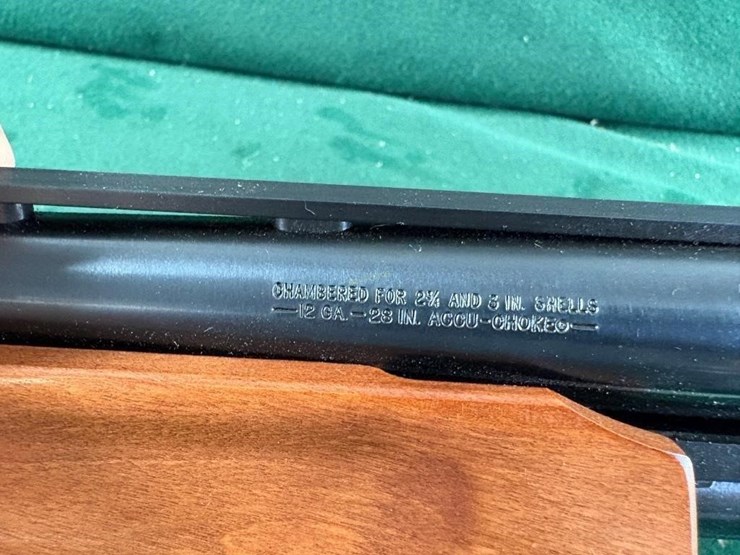 CHAMBERED FOR 2¾ AND 3 IN. SHELLS
—12 GA.—28 IN. ACCU-CHOKE®—